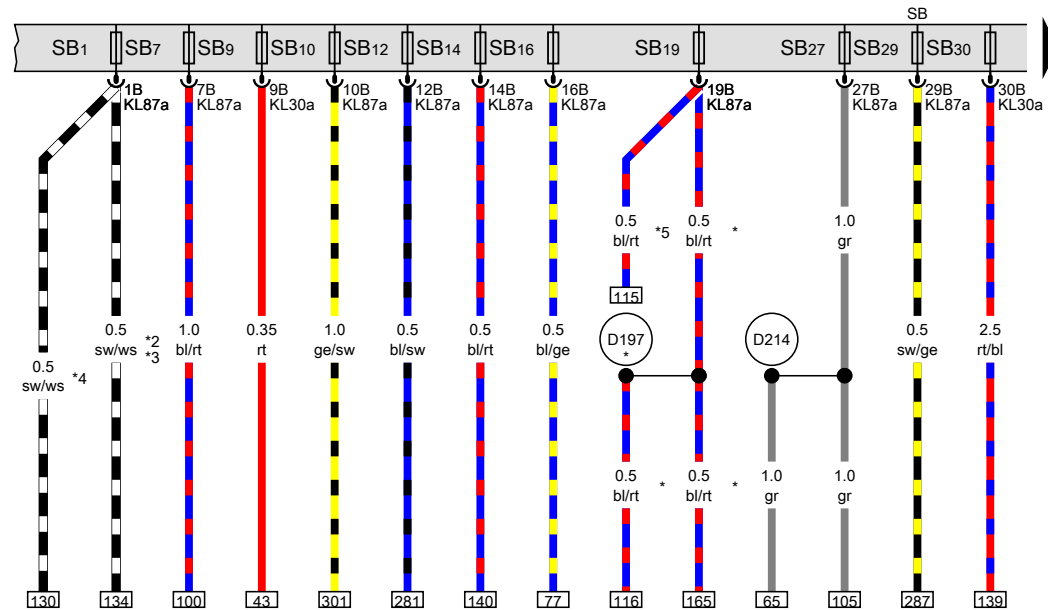 SB
SB1 SB7 SB9 SB10 SB12 SB14 SB16 SB19 SB27 SB29 SB30
1B 7B 9B 10B 12B 14B 16B 19B 27B 29B 30B
KL87a KL87a KL30a KL87a KL87a KL87a KL87a KL87a KL87a KL87a KL30a
0.5 *5 0.5 * 1.0
bl/rt bl/rt gr
115
0.5 *2 1.0 0.35 1.0 0.5 0.5 0.5 D197 D214 0.5 2.5
sw/ws *3 bl/rt rt ge/sw bl/sw bl/rt bl/ge * sw/ge rt/bl
0.5 *4
sw/ws
0.5 * 0.5 * 1.0 1.0
bl/rt bl/rt gr gr
130 134 100 43 301 281 140 77 116 165 65 105 287 139